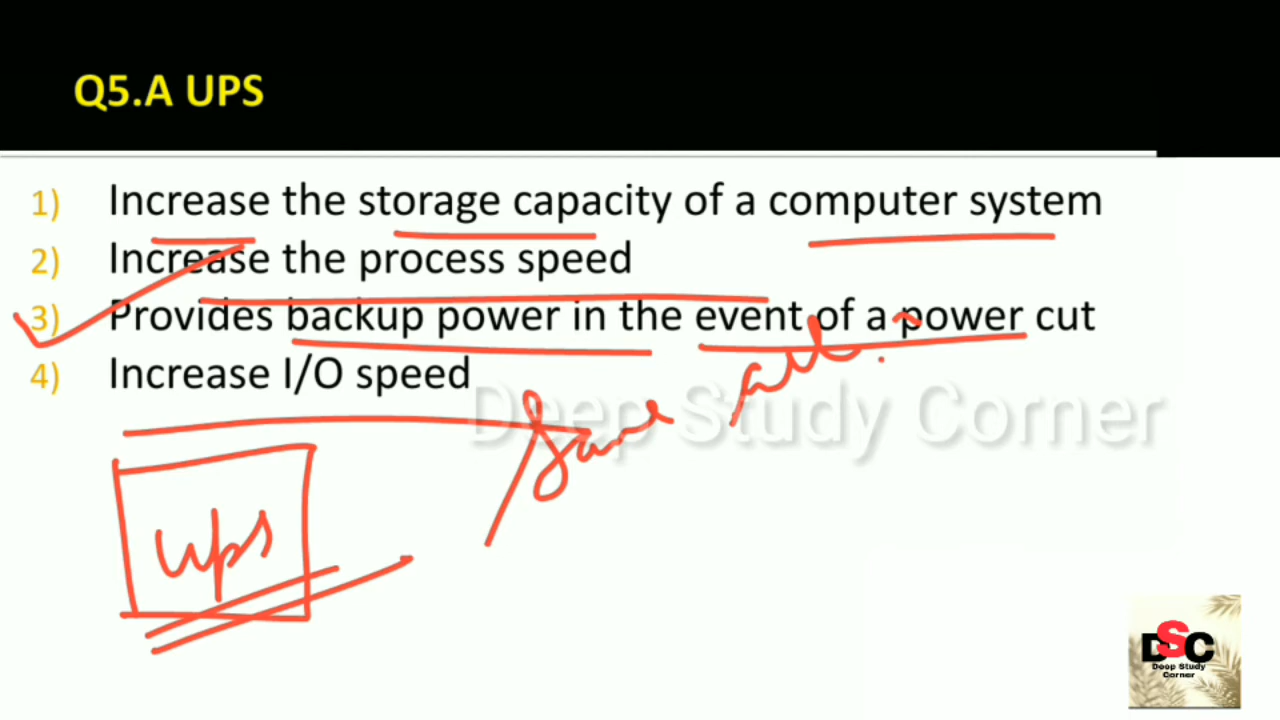 Q5.A UPS
1) Increase the storage capacity of a computer system
2) Increase the process speed
3) Provides backup power in the event of a power cut
4) Increase I/O speed
Deep Study Corner
ups
DSC
Deep Study
Corner